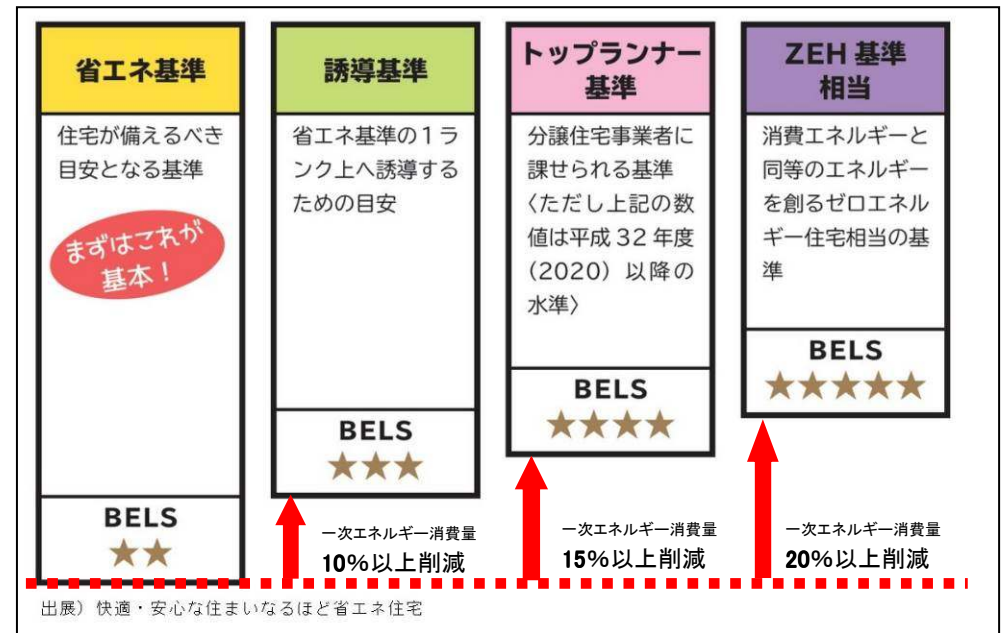 省エネ基準
住宅が備えるべき
目安となる基準
まずはこれが
基本！
BELS
★★
誘導基準
省エネ基準の１ラ
ンク上へ誘導する
ための目安
BELS
★★★
一次エネルギー消費量
10%以上削減
トップランナー
基準
分譲住宅事業者に
課せられる基準
〈ただし上記の数
値は平成 32 年度
（2020）以降の
水準〉
BELS
★★★★
一次エネルギー消費量
15%以上削減
ZEH 基準
相当
消費エネルギーと
同等のエネルギー
を創るゼロエネル
ギー住宅相当の基
準
BELS
★★★★★
一次エネルギー消費量
20%以上削減
出展）快適・安心な住まいなるほど省エネ住宅